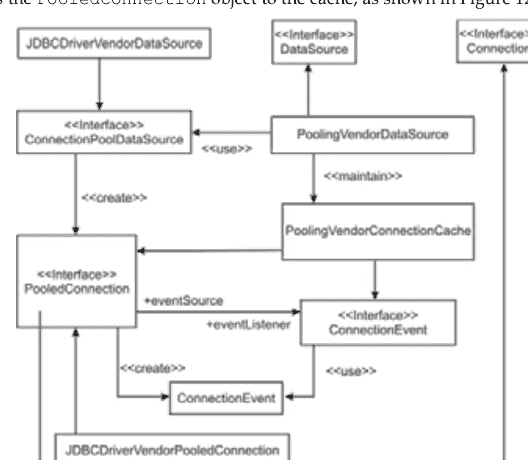 the PooledConnection object to the cache, as shown in Figure 12
JDBCDriverVendorDataSource
<<Interface>>
DataSource
<<Interface>>
Connection
<<Interface>>
ConnectionPoolDataSource
<<use>>
PoolingVendorDataSource
<<create>>
<<maintain>>
PoolingVendorConnectionCache
<<Interface>>
PooledConnection
+eventSource
+eventListener
<<Interface>>
ConnectionEvent
<<create>>
<<use>>
ConnectionEvent
JDBCDriverVendorPooledConnection